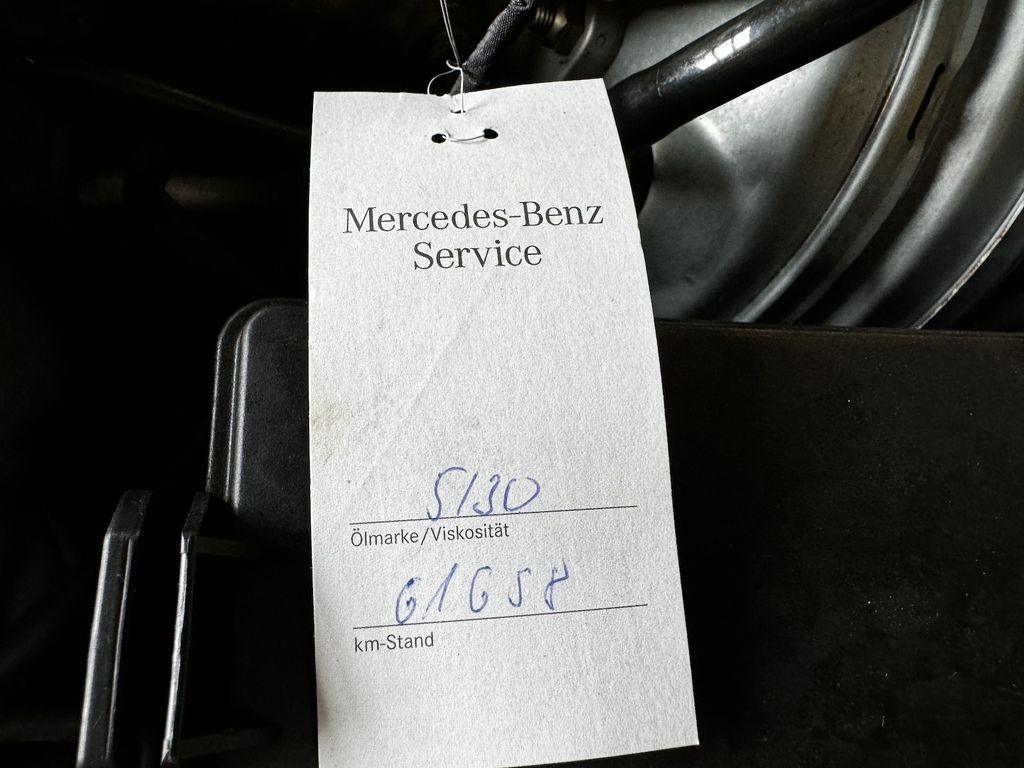 Mercedes-Benz
Service
5/30
Ölmarke/Viskosität
61658
km-Stand